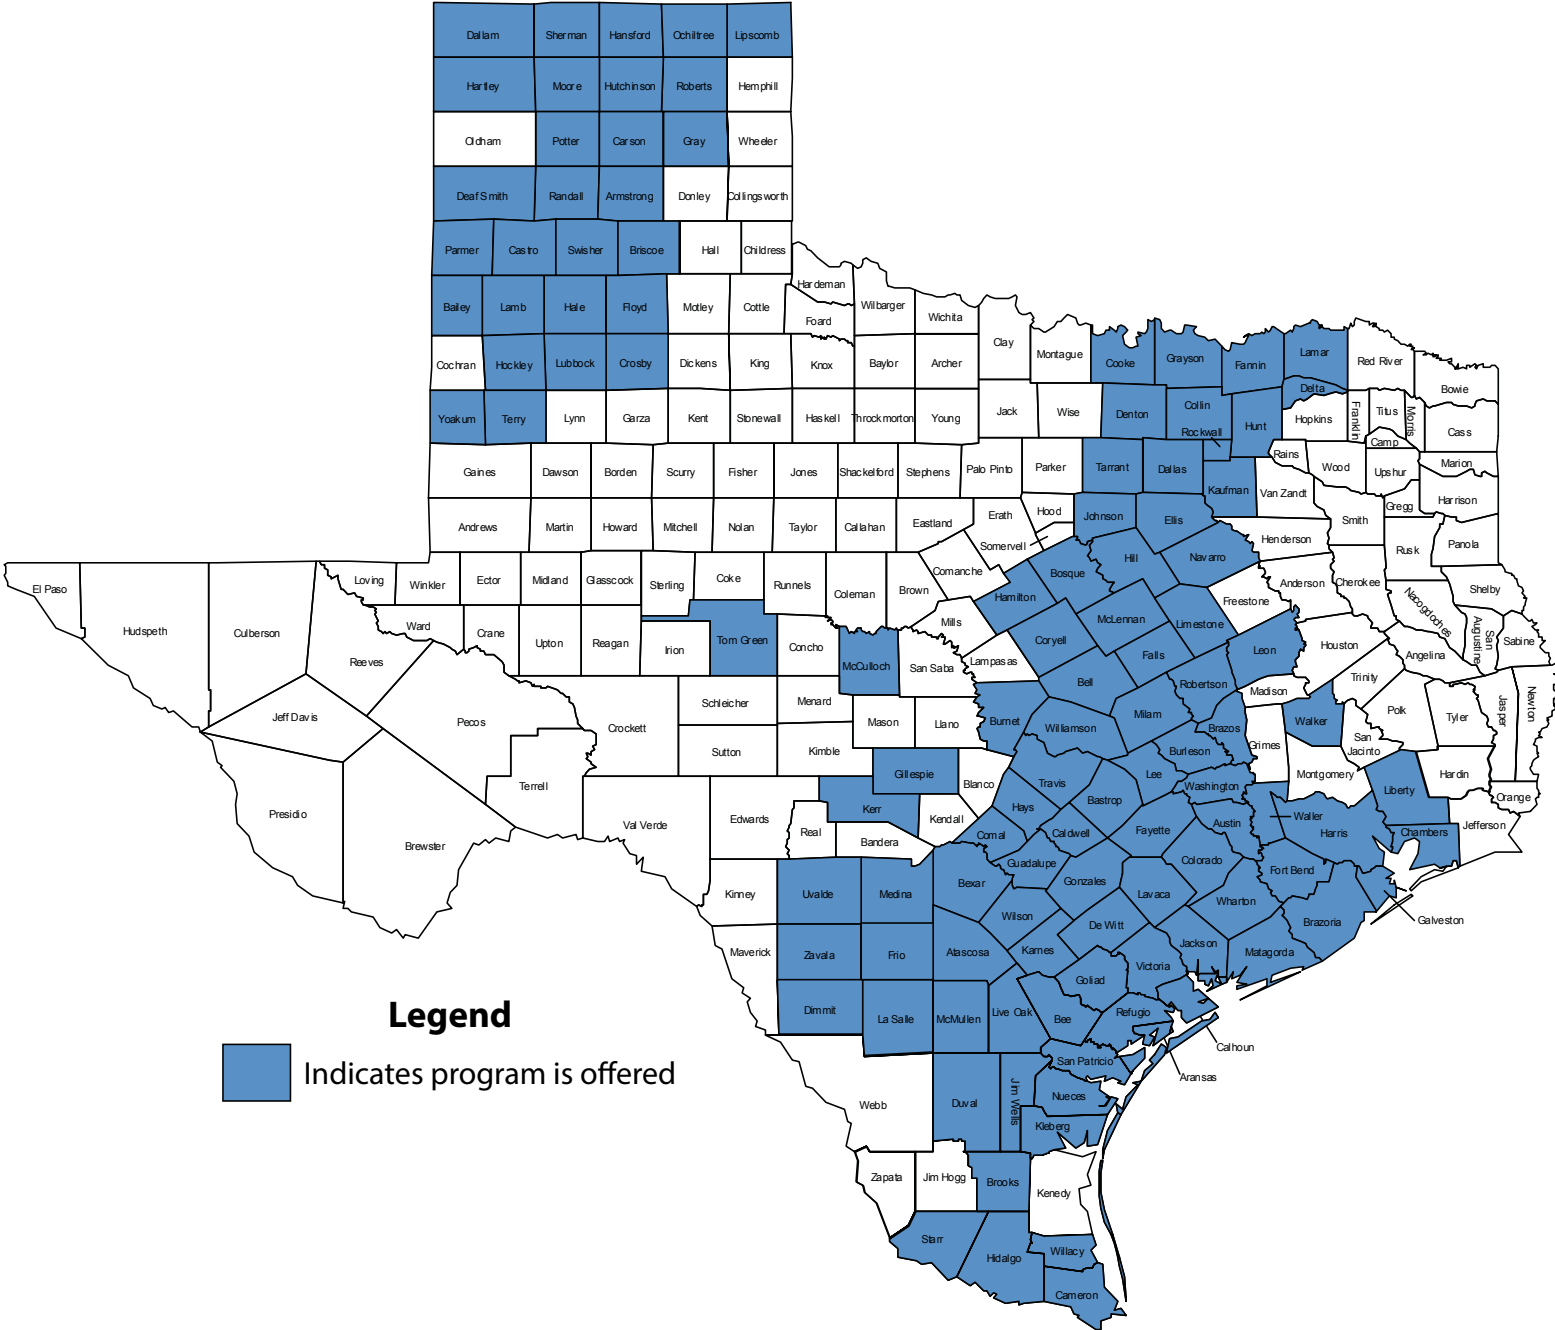 Dallam Sherman Hansford Ochiltree Lipscomb
Hartley Moore Hutchinson Roberts Hemphill
Oldham Potter Carson Gray Wheeler
Deaf Smith Randall Armstrong Donley Collingsworth
Parmer Castro Swisher Briscoe Hall Childress
Hardeman
Bailey Lamb Hale Floyd Motley Cottle Foard Wilbarger Wichita
Clay Montague Cooke Grayson Fannin Lamar Red River
Cochran Hockley Lubbock Crosby Dickens King Knox Baylor Archer
Delta Bowie
Yoakum Terry Lynn Garza Kent Stonewall Haskell Throckmorton Young Jack Wise Denton Collin Rockwall Hunt Hopkins Franklin Titus Morris Camp Cass
Gaines Dawson Borden Scurry Fisher Jones Shackelford Stephens Palo Pinto Parker Tarrant Dallas Kaufman Rains Wood Upshur Marion
Van Zandt Gregg Harrison
Andrews Martin Howard Mitchell Nolan Taylor Callahan Eastland Erath Hood Johnson Ellis Smith
Somervell Henderson Rusk Panola
El Paso Loving Winkler Ector Midland Glasscock Sterling Coke Runnels Coleman Brown Comanche Bosque Hill Navarro
Anderson Cherokee Nacogdoches Shelby
Hudspeth Culberson Ward Crane Upton Reagan Irion Tom Green Concho McCulloch Mills Hamilton McLennan Limestone Freestone
San Augustine Sabine
Reeves San Saba Lampasas Coryell Falls Leon Houston Angelina
Jeff Davis Pecos Crockett Schleicher Menard Mason Llano Burnet Bell Robertson Madison Trinity
Williamson Milam Brazos Walker Polk Tyler Jasper Newton
Sutton Kimble Burleson Grimes San Jacinto
Presidio Brewster Terrell Val Verde Edwards Gillespie Blanco Travis Lee Washington Montgomery Liberty Hardin Orange
Real Kerr Kendall Hays Bastrop
Bandera Comal Caldwell Fayette Austin Waller Harris Chambers Jefferson
Kinney Uvalde Medina Bexar Guadalupe Gonzales Colorado Fort Bend
Wilson Lavaca Wharton Brazoria Galveston
Maverick Zavala Frio Atascosa Karnes De Witt Jackson Matagorda
Goliad Victoria
Dimmit La Salle McMullen Live Oak Bee Refugio
Calhoun
San Patricio Aransas
Webb Duval Jim Wells Nueces
Kleberg
Zapata Jim Hogg Brooks Kenedy
Starr Hidalgo Willacy
Cameron
Legend
Indicates program is offered